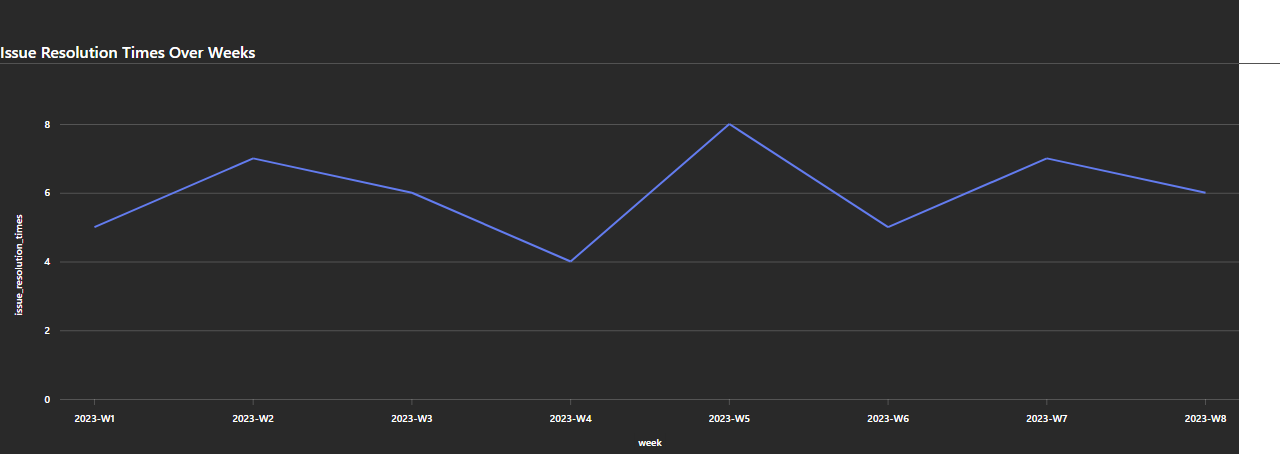 Issue Resolution Times Over Weeks
8
6
4
2
0
issue_resolution_times
2023-W1 2023-W2 2023-W3 2023-W4 2023-W5 2023-W6 2023-W7 2023-W8
week